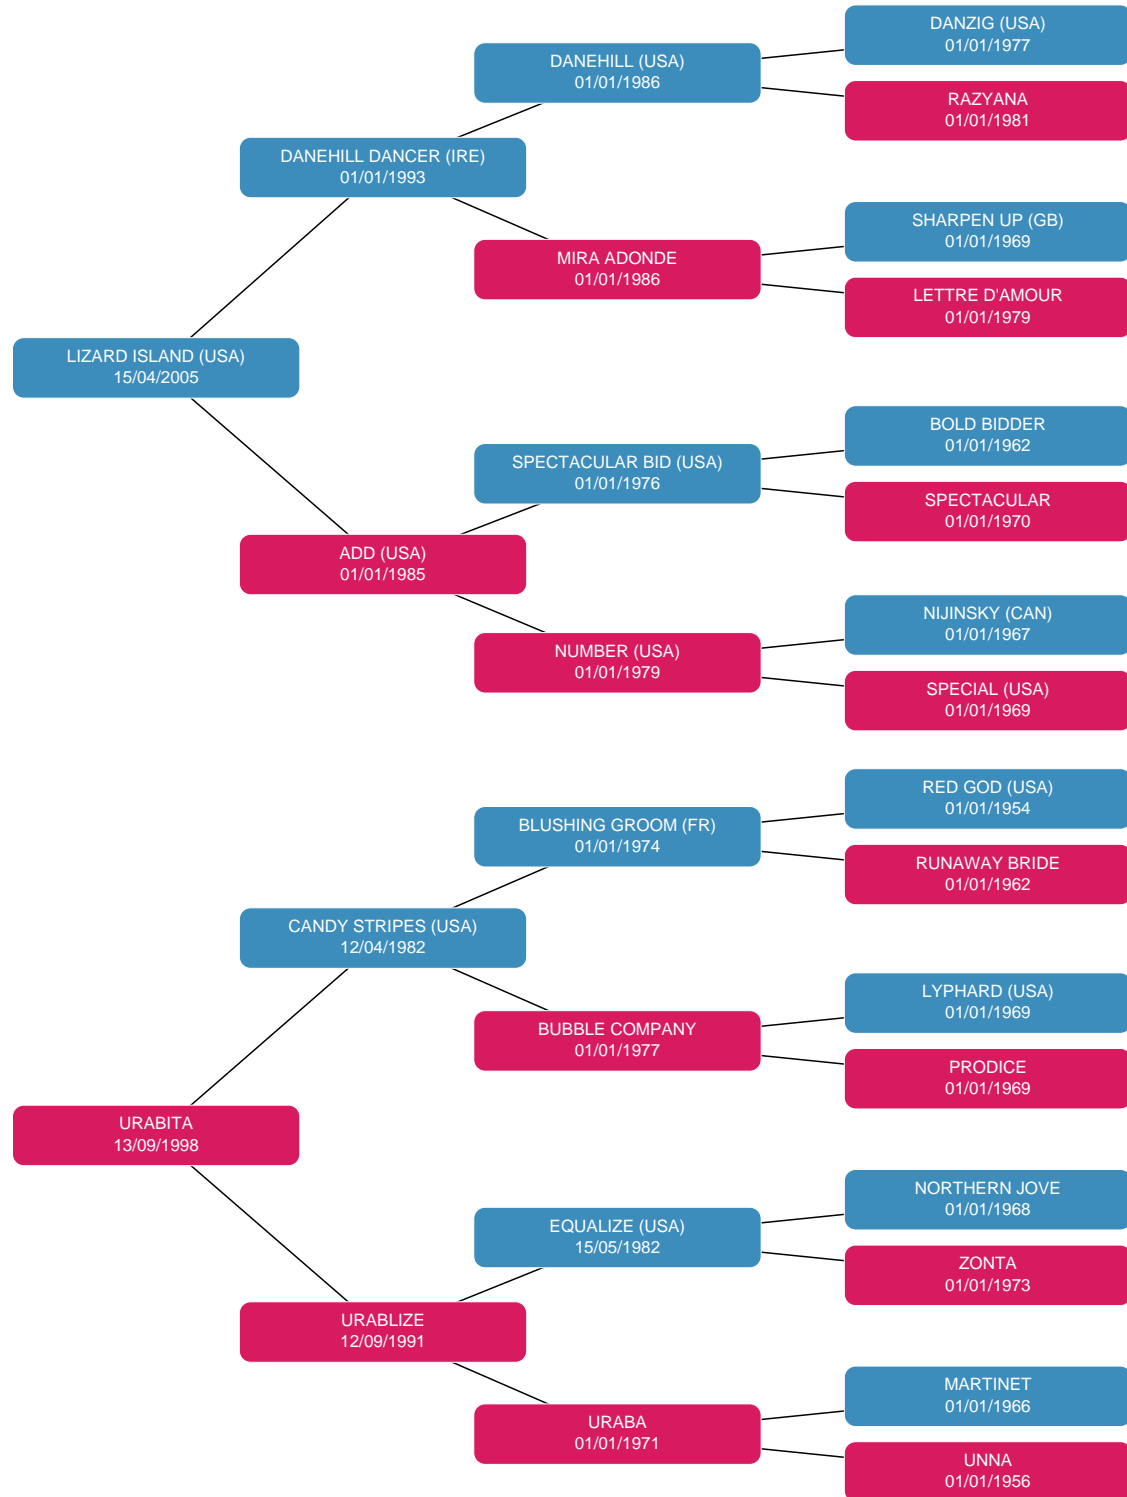 DANZIG (USA)
01/01/1977
DANEHILL (USA)
01/01/1986
RAZYANA
01/01/1981
DANEHILL DANCER (IRE)
01/01/1993
SHARPEN UP (GB)
01/01/1969
MIRA ADONDE
01/01/1986
LETTRE D'AMOUR
01/01/1979
LIZARD ISLAND (USA)
15/04/2005
BOLD BIDDER
01/01/1962
SPECTACULAR BID (USA)
01/01/1976
SPECTACULAR
01/01/1970
ADD (USA)
01/01/1985
NIJINSKY (CAN)
01/01/1967
NUMBER (USA)
01/01/1979
SPECIAL (USA)
01/01/1969
RED GOD (USA)
01/01/1954
BLUSHING GROOM (FR)
01/01/1974
RUNAWAY BRIDE
01/01/1962
CANDY STRIPES (USA)
12/04/1982
LYPHARD (USA)
01/01/1969
BUBBLE COMPANY
01/01/1977
PRODICE
01/01/1969
URABITA
13/09/1998
NORTHERN JOVE
01/01/1968
EQUALIZE (USA)
15/05/1982
ZONTA
01/01/1973
URABLIZE
12/09/1991
MARTINET
01/01/1966
URABA
01/01/1971
UNNA
01/01/1956